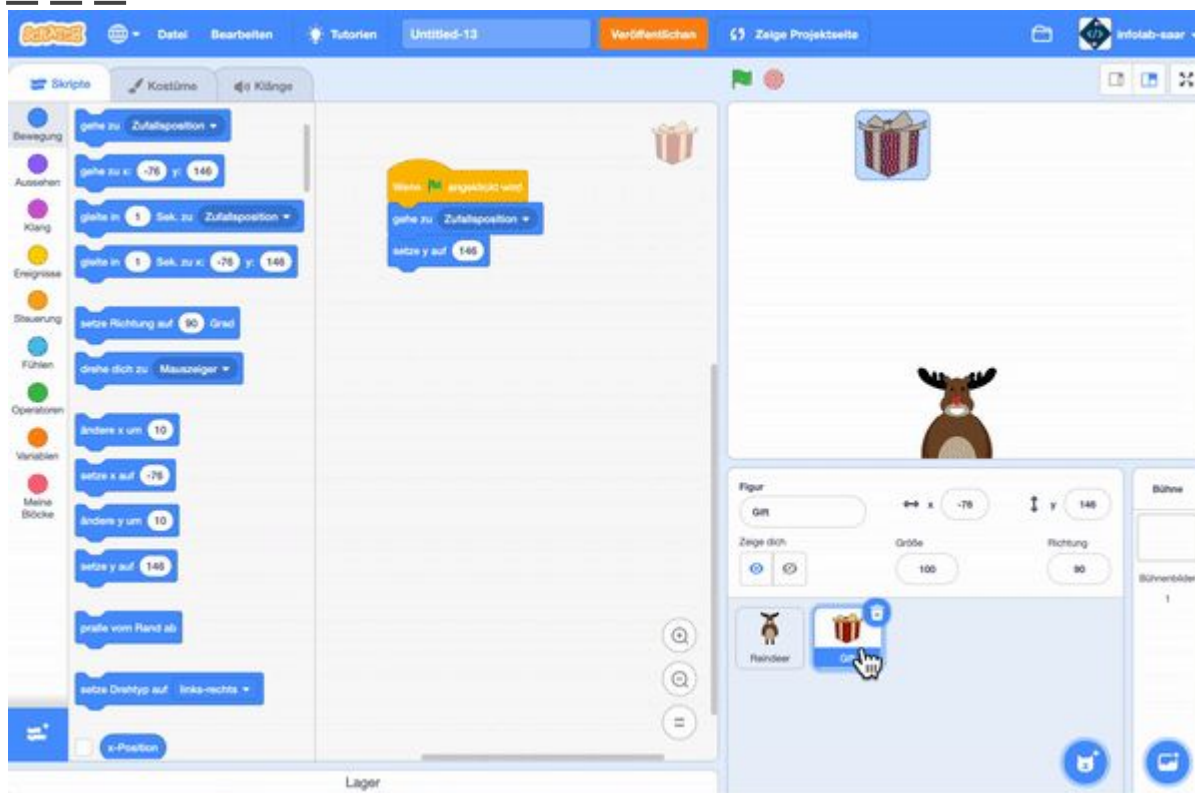 SCRATCH
Datei
Bearbeiten
Tutorien
Untitled-13
Veröffentlichen
Zeige Projektseite
infolab-saar
Skripte
Kostüme
Klänge
Bewegung
Aussehen
Klang
Ereignisse
Steuerung
Fühlen
Operatoren
Variablen
Meine
Blöcke
gehe zu Zufallsposition
gehe zu x: -76 y: 146
gleite in 1 Sek. zu Zufallsposition
gleite in 1 Sek. zu x: -76 y: 146
setze Richtung auf 90 Grad
drehe dich zu Mauszeiger
ändere x um 10
setze x auf -76
ändere y um 10
setze y auf 146
pralle vom Rand ab
setze Drehtyp auf links-rechts
x-Position
Wenn angeklickt wird
gehe zu Zufallsposition
setze y auf 146
Lager
Figur
Gift
x -76
y 146
Zeige dich
Größe
100
Richtung
90
Reindeer
Gift
Bühne
Bühnenbilder
1